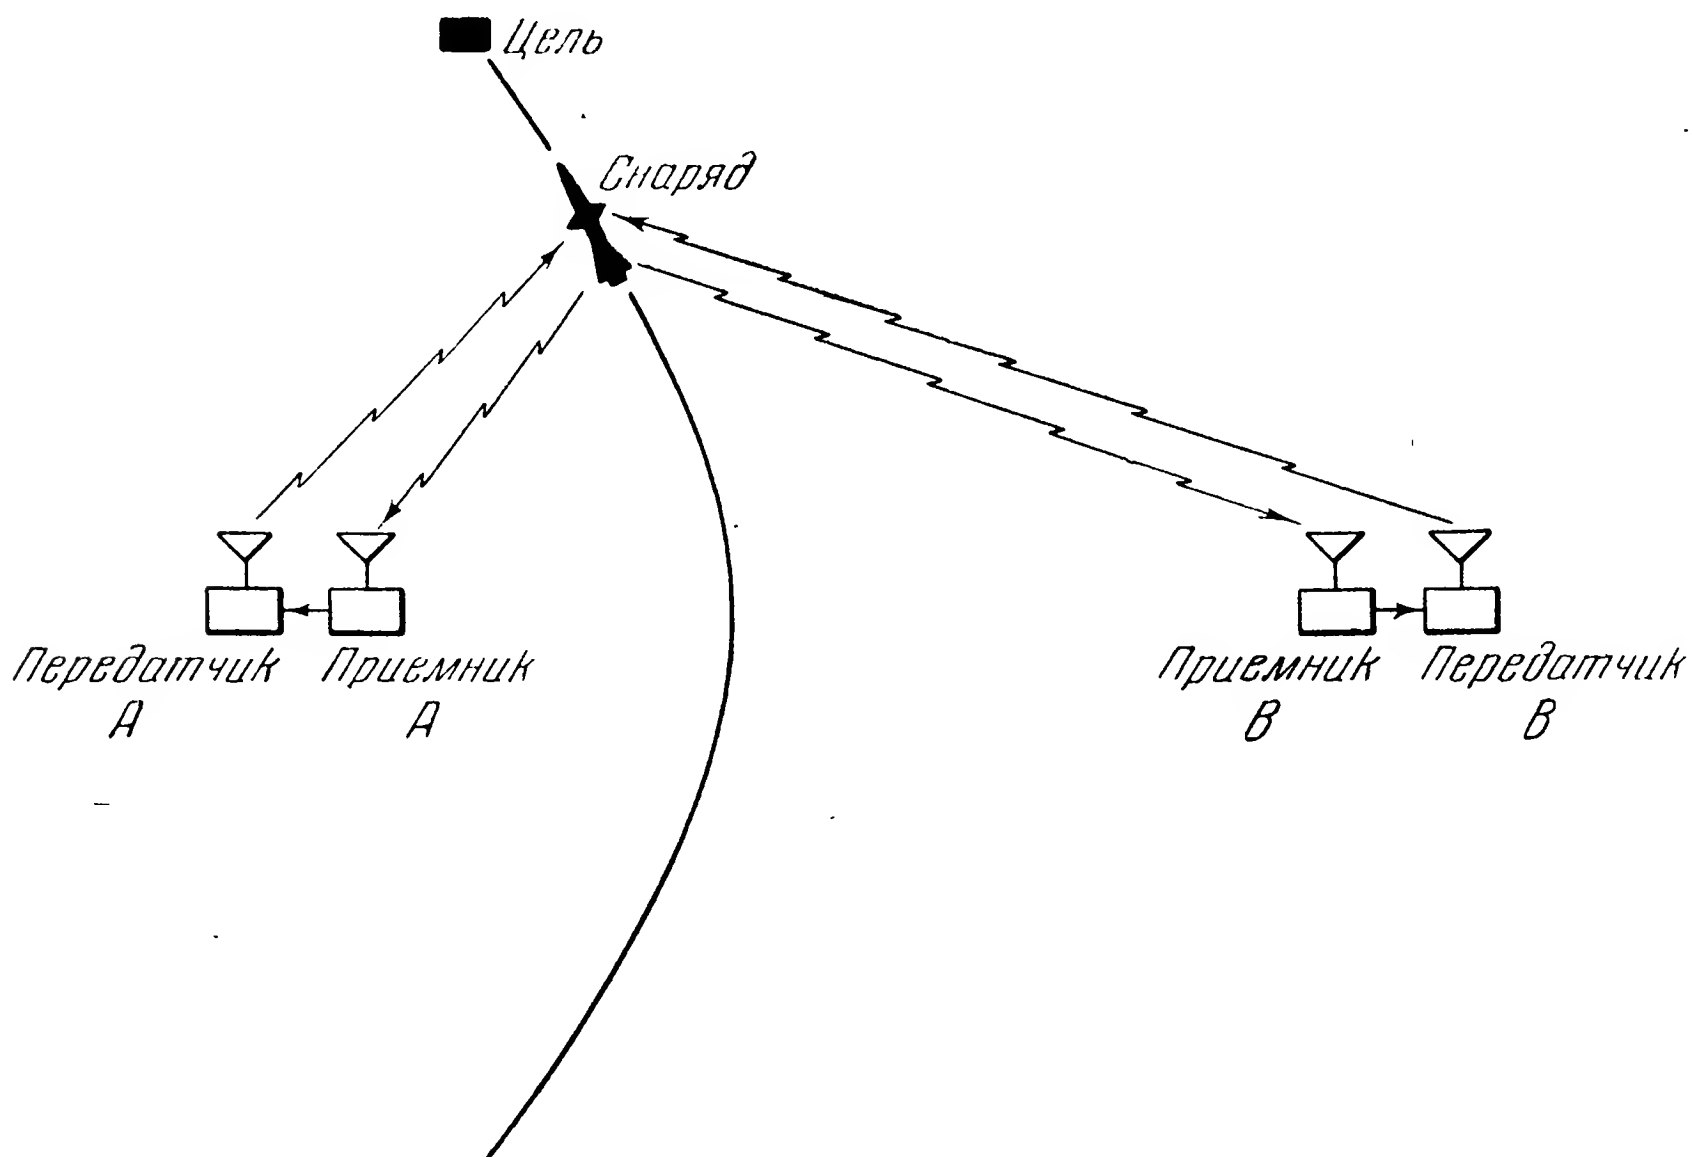 Цель
Снаряд
Передатчик
А
Приемник
А
Приемник
В
Передатчик
В